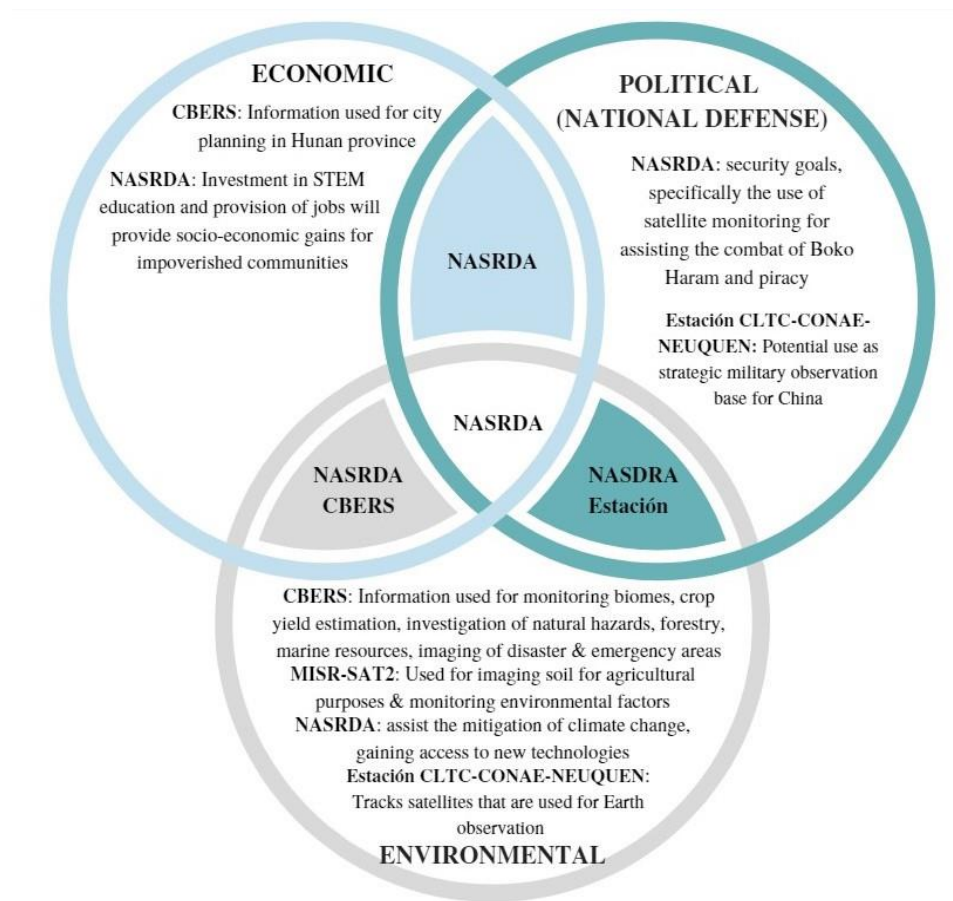 ECONOMIC
CBERS: Information used for city
planning in Hunan province
NASRDA: Investment in STEM
education and provision of jobs will
provide socio-economic gains for
impoverished communities
POLITICAL
(NATIONAL DEFENSE)
NASRDA: security goals,
specifically the use of
satellite monitoring for
assisting the combat of Boko
Haram and piracy
Estación CLTC-CONAE-
NEUQUEN: Potential use as
strategic military observation
base for China
NASRDA
NASRDA
NASRDA
CBERS
NASDRA
Estación
CBERS: Information used for monitoring biomes, crop
yield estimation, investigation of natural hazards, forestry,
marine resources, imaging of disaster & emergency areas
MISR-SAT2: Used for imaging soil for agricultural
purposes & monitoring environmental factors
NASRDA: assist the mitigation of climate change,
gaining access to new technologies
Estación CLTC-CONAE-NEUQUEN:
Tracks satellites that are used for Earth
observation
ENVIRONMENTAL